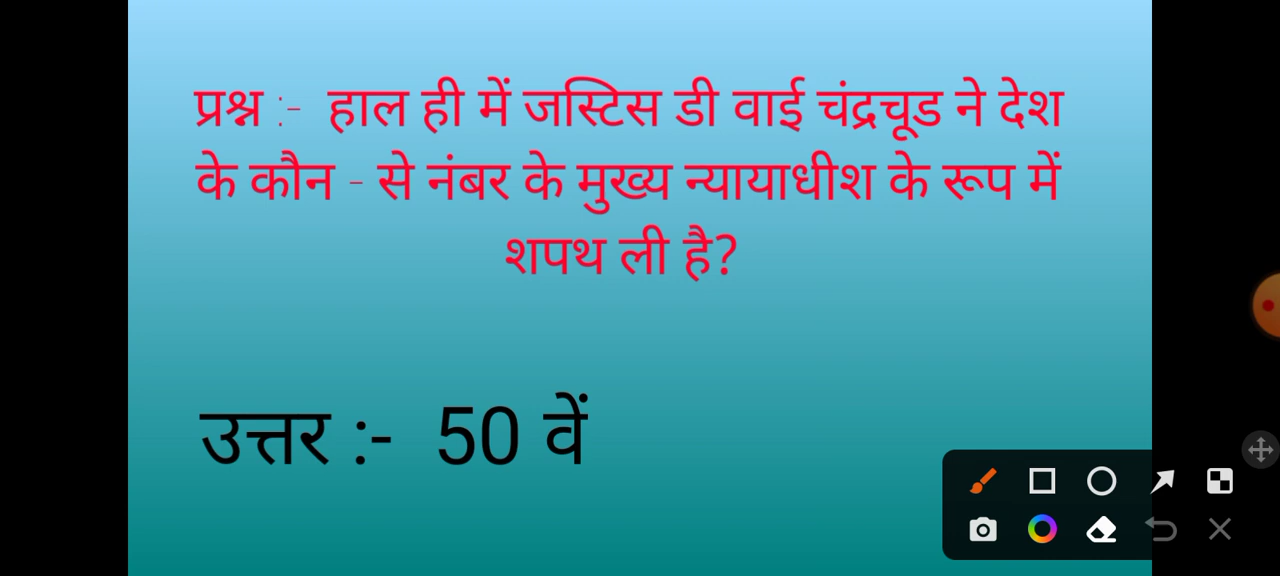 प्रश्न :- हाल ही में जस्टिस डी वाई चंद्रचूड ने देश
के कौन - से नंबर के मुख्य न्यायाधीश के रूप में
शपथ ली है?
उत्तर :- 50 वें